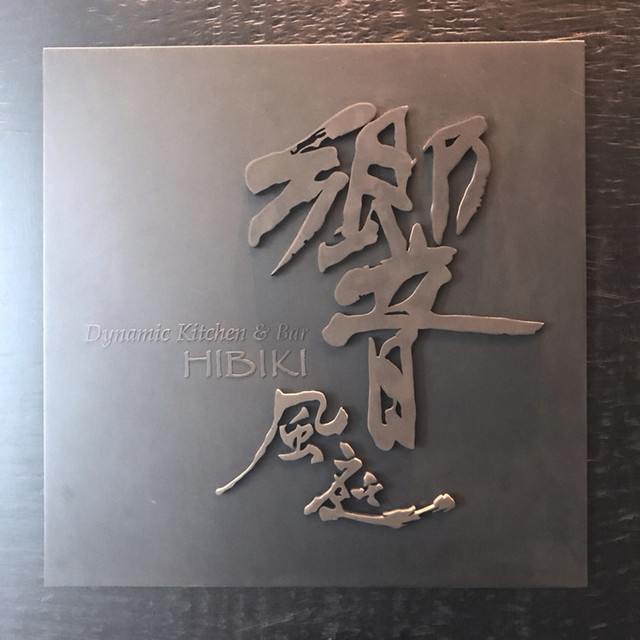 響
Dynamic Kitchen & Bar
HIBIKI
風庭